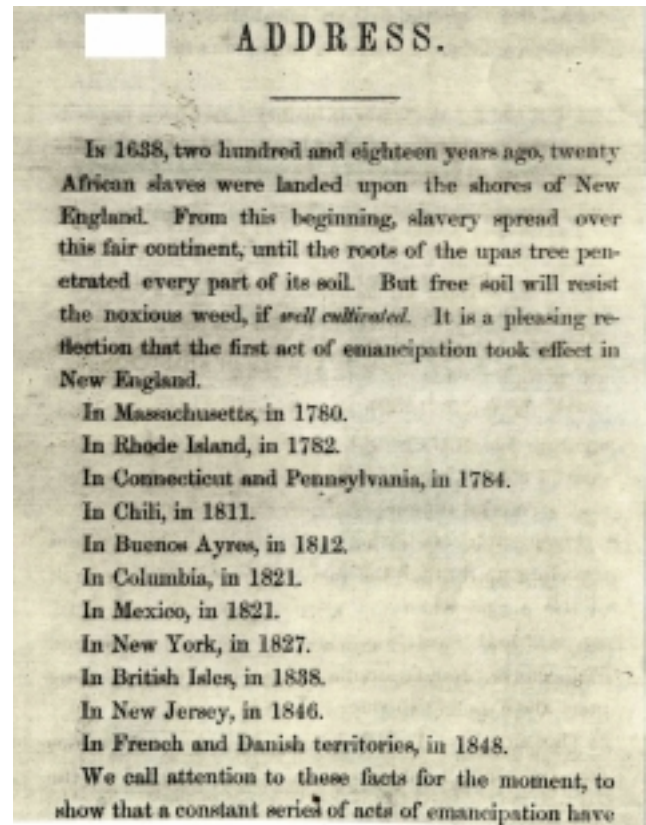 ADDRESS.
In 1638, two hundred and eighteen years ago, twenty
African slaves were landed upon the shores of New
England. From this beginning, slavery spread over
this fair continent, until the roots of the upas tree pen-
etrated every part of its soil. But free soil will resist
the noxious weed, if well cultivated. It is a pleasing re-
flection that the first act of emancipation took effect in
New England.
In Massachusetts, in 1780.
In Rhode Island, in 1782.
In Connecticut and Pennsylvania, in 1784.
In Chili, in 1811.
In Buenos Ayres, in 1812.
In Columbia, in 1821.
In Mexico, in 1821.
In New York, in 1827.
In British Isles, in 1838.
In New Jersey, in 1846.
In French and Danish territories, in 1848.
We call attention to these facts for the moment, to
show that a constant series of acts of emancipation have